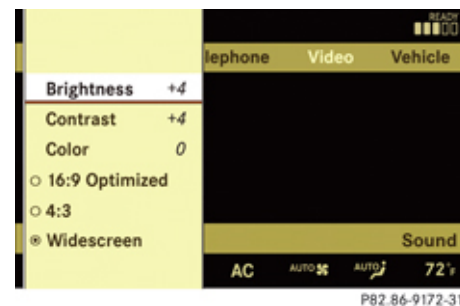 READY
lephone Video Vehicle
Brightness +4
Contrast +4
Color 0
16:9 Optimized
4:3
Widescreen
Sound
AC AUTO AUTO 72°F
P82.86-9172-31